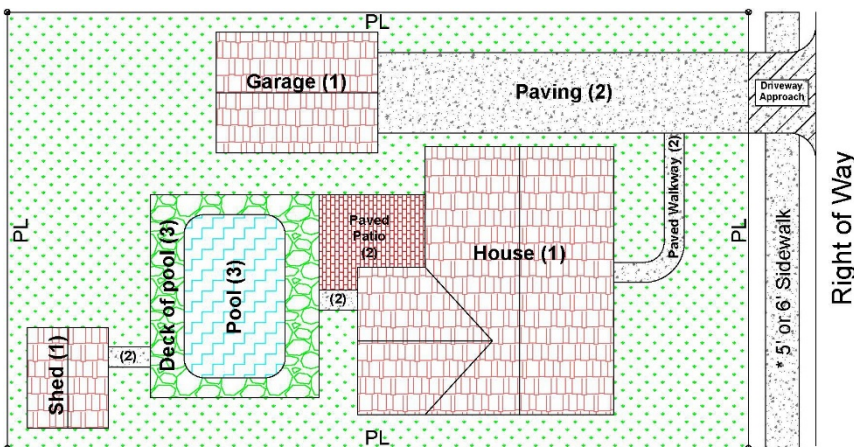 PL
Garage (1)
Paving (2)
Driveway
Approach
PL
Deck of pool (3)
Pool (3)
Paved
Patio
(2)
House (1)
Paved Walkway (2)
PL
* 5' or 6' Sidewalk
Right of Way
(2)
Shed (1)
(2)
PL